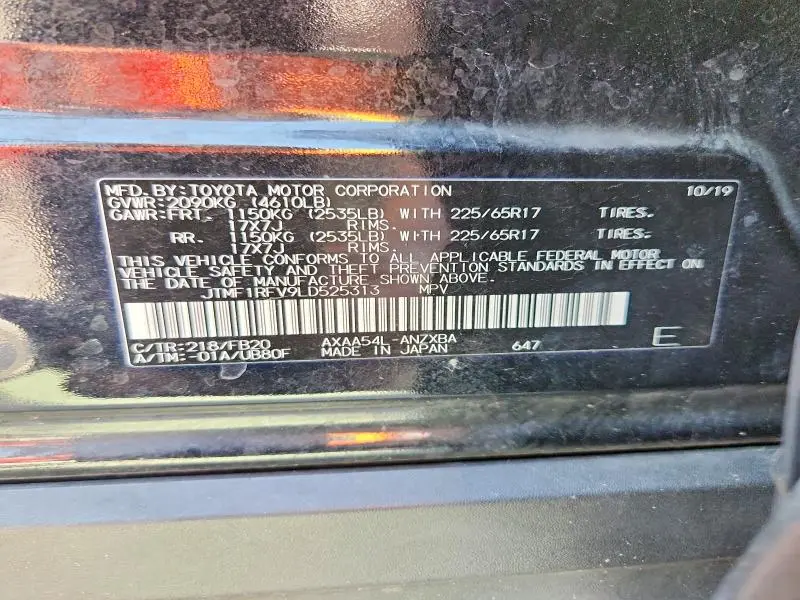 MFD. BY: TOYOTA MOTOR CORPORATION 10/19
GVWR: 2090KG (4610LB)
GAWR: FRT. 1150KG (2535LB) WITH 225/65R17 TIRES.
17X7J RIMS.
RR. 1150KG (2535LB) WITH 225/65R17 TIRES.
17X7J RIMS.
THIS VEHICLE CONFORMS TO ALL APPLICABLE FEDERAL MOTOR
VEHICLE SAFETY AND THEFT PREVENTION STANDARDS IN EFFECT ON
THE DATE OF MANUFACTURE SHOWN ABOVE.
JTMF1RFV9LD525313 MPV
C/TR: 218/FB20 AXAA54L-ANZXBA
A/TM: -01A/UB80F MADE IN JAPAN 647 E